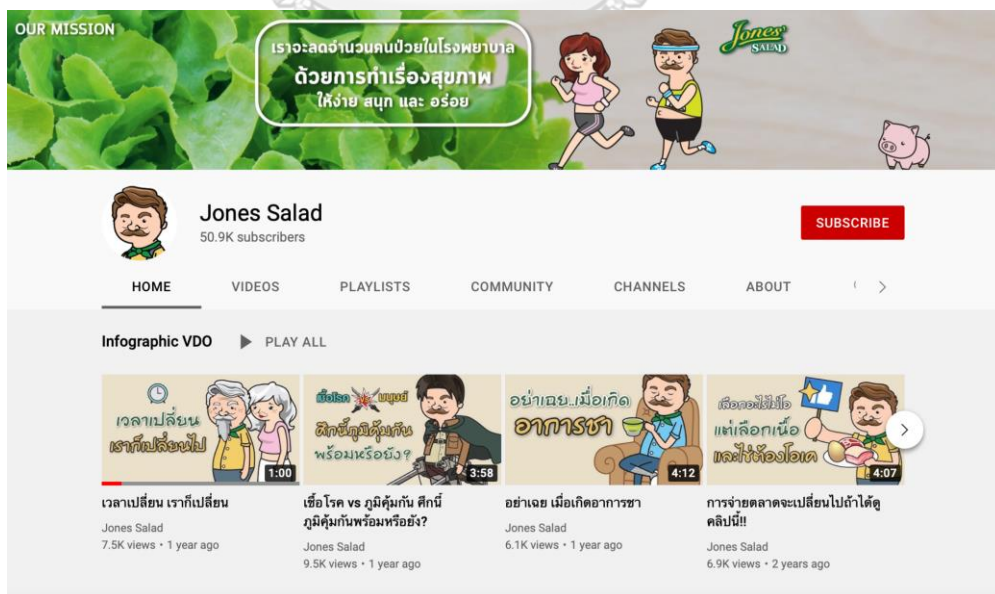 OUR MISSION
เราจะลดจำนวนคนป่วยในโรงพยาบาล
ด้วยการทำเรื่องสุขภาพ
ให้ง่าย สนุก และ อร่อย
Jones'
SALAD
Jones Salad
50.9K subscribers
SUBSCRIBE
HOME
VIDEOS
PLAYLISTS
COMMUNITY
CHANNELS
ABOUT
Infographic VDO
PLAY ALL
เวลาเปลี่ยน
เราก็เปลี่ยนไป
1:00
เชื้อโรค มนุษย์
ศึกนี้ภูมิคุ้มกัน
พร้อมหรือยัง?
3:58
อย่าเฉย..เมื่อเกิด
อาการชา
4:12
เลือกอะไรไม่โอ
แต่เลือกเนื้อ
และไข่ต้องโอเค
4:07
เวลาเปลี่ยน เราก็เปลี่ยน
Jones Salad
7.5K views • 1 year ago
เชื้อโรค vs ภูมิคุ้มกัน ศึกนี้
ภูมิคุ้มกันพร้อมหรือยัง?
Jones Salad
9.5K views • 1 year ago
อย่าเฉย เมื่อเกิดอาการชา
Jones Salad
6.1K views • 1 year ago
การจ่ายตลาดจะเปลี่ยนไปถ้าได้ดู
คลิปนี้!!
Jones Salad
6.9K views • 2 years ago